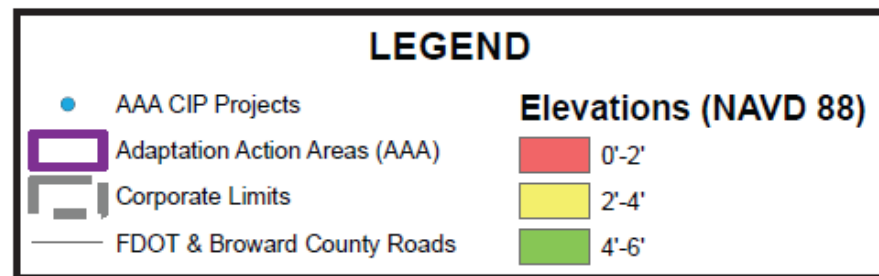 LEGEND
AAA CIP Projects
Adaptation Action Areas (AAA)
Corporate Limits
FDOT & Broward County Roads
Elevations (NAVD 88)
0'-2'
2'-4'
4'-6'